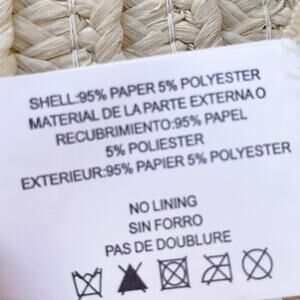 SHELL:95% PAPER 5% POLYESTER
MATERIAL DE LA PARTE EXTERNA O
RECUBRIMIENTO:95% PAPEL
5% POLIESTER
EXTERIEUR:95% PAPIER 5% POLYESTER
NO LINING
SIN FORRO
PAS DE DOUBLURE